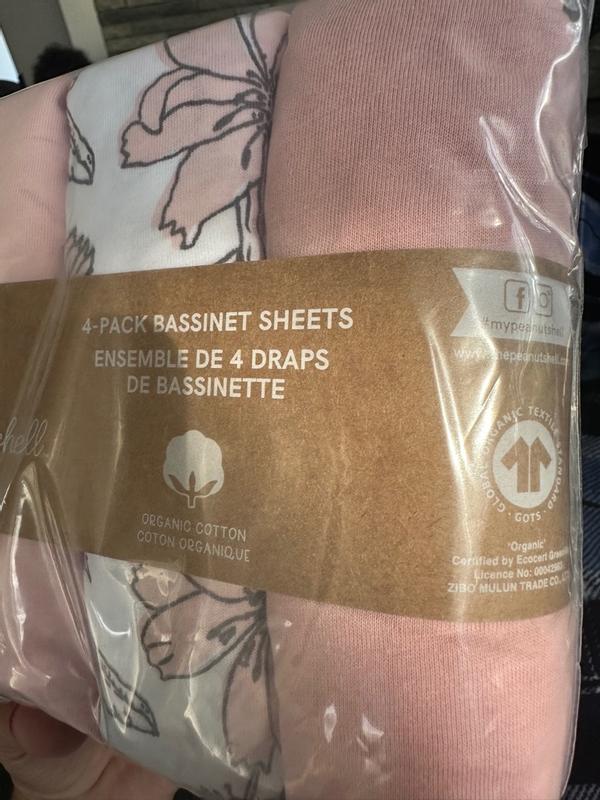 4-PACK BASSINET SHEETS
ENSEMBLE DE 4 DRAPS
DE BASSINETTE
hell
ORGANIC COTTON
COTON ORGANIQUE
#mypeanutshell
GLOBAL ORGANIC TEXTILE STANDARD
· GOTS ·
"Organic"
Certified by Ecocert
Licence No:
ZIBO MULUN TRADE CO.